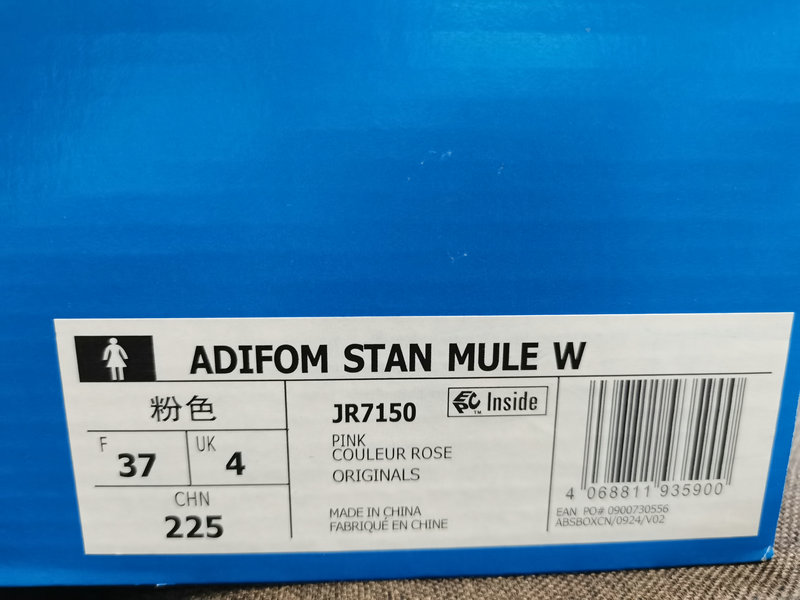 ADIFOM STAN MULE W
粉色
F 37
UK 4
CHN
225
JR7150
EPC™ Inside
PINK
COULEUR ROSE
ORIGINALS
MADE IN CHINA
FABRIQUÉ EN CHINE
4 068811 935900
EAN PO# 0900730556
ABSBOXCN/0924/V02